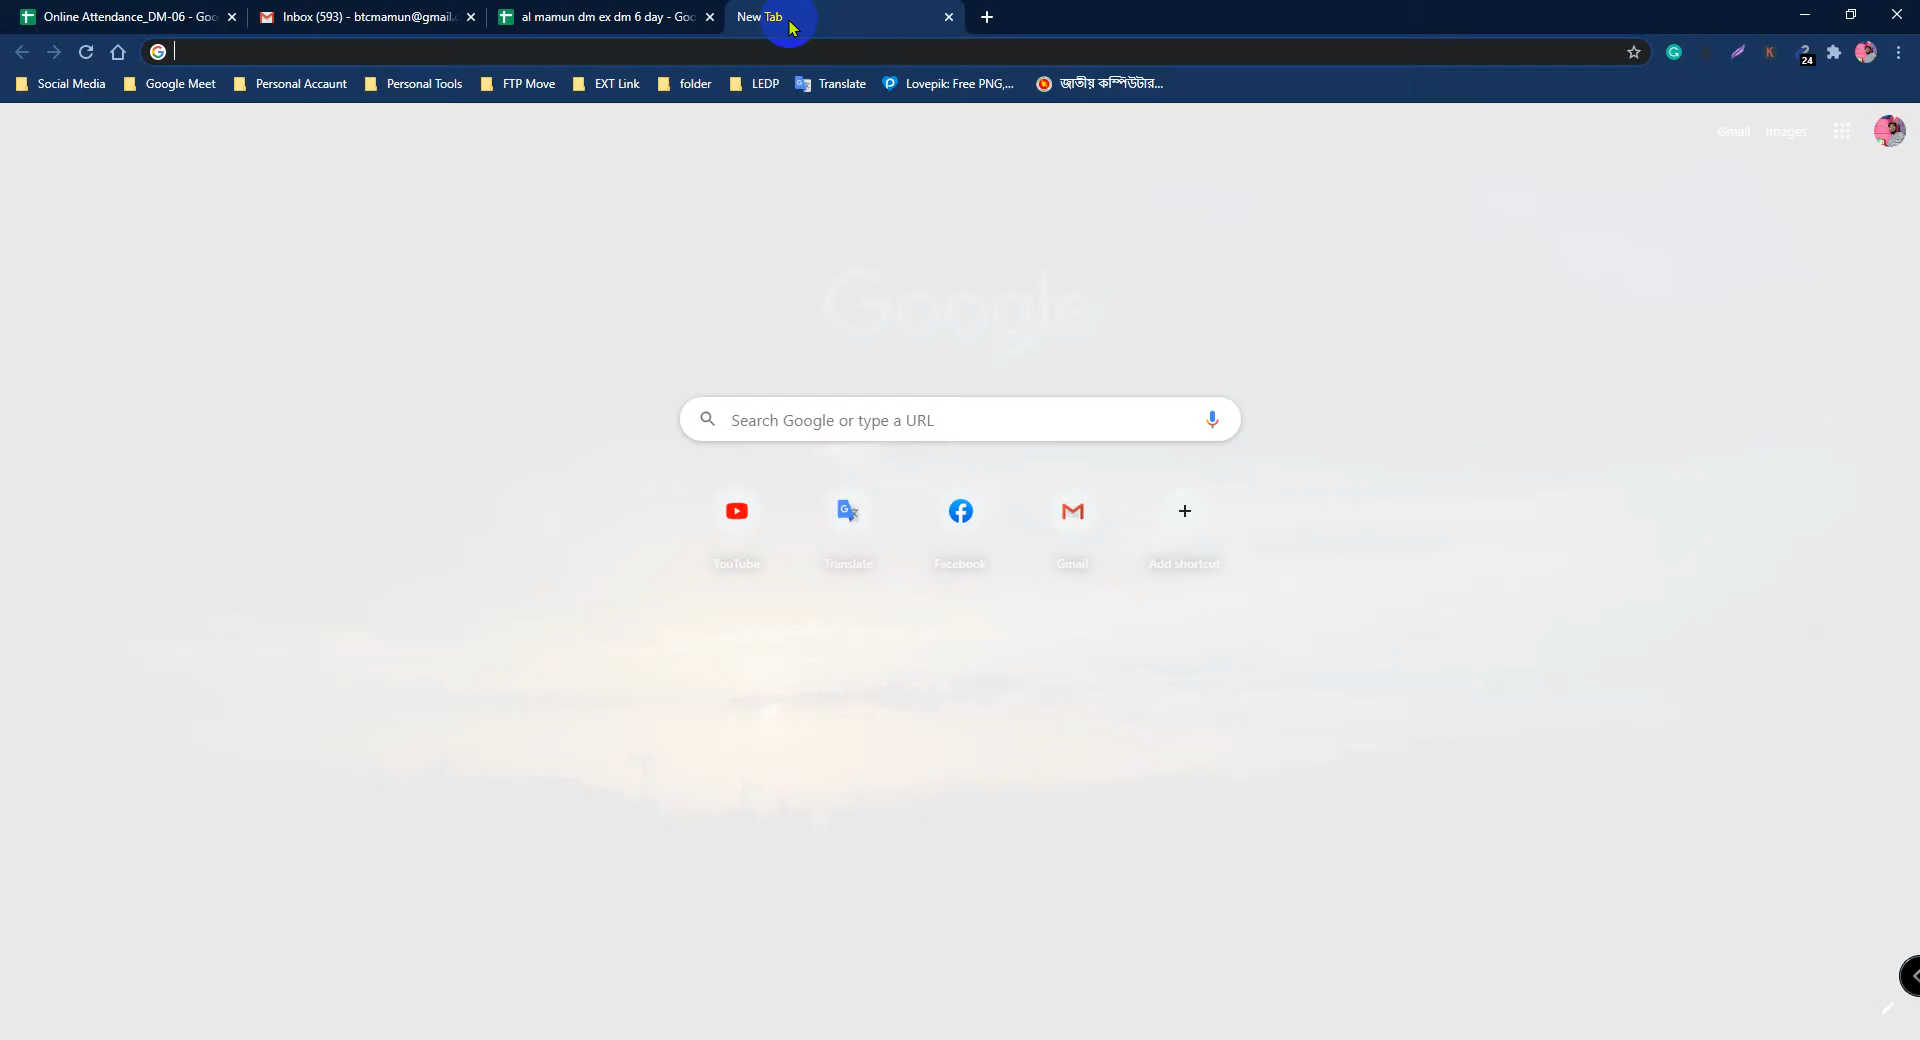 Online Attendance_DM-06 - Goo
Inbox (593) - btcmamun@gmail.
al mamun dm ex dm 6 day - Goo
New Tab
24
Social Media
Google Meet
Personal Accaunt
Personal Tools
FTP Move
EXT Link
folder
LEDP
Translate
Lovepik: Free PNG,...
জাতীয় কম্পিউটার...
Gmail
Images
Google
Search Google or type a URL
YouTube
Translate
Facebook
Gmail
Add shortcut